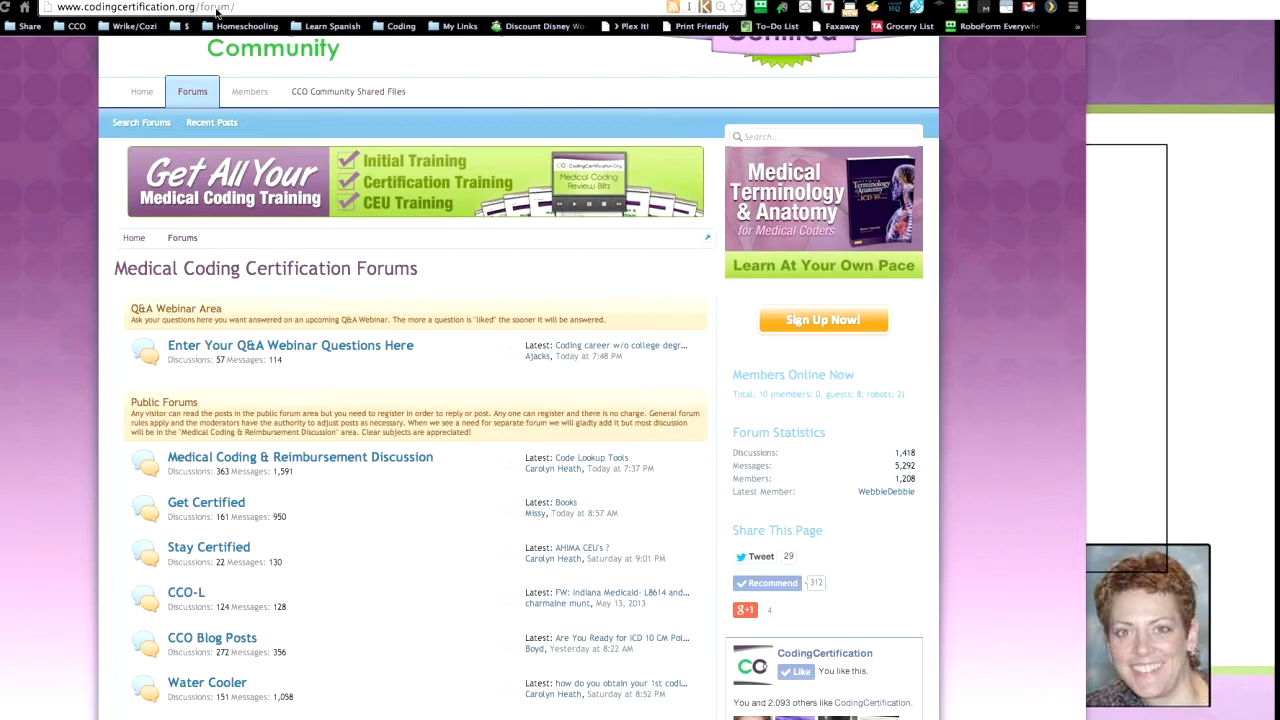 www.codingcertification.org/forum/
Share CCO Wrike/Cozi $ Homeschooling Learn Spanish Coding Discount Disney Wo > Plex It! Print Friendly To-Do List Faxaway Grocery List RoboForm Everywhe »
Community
Certified
Home Forums Members CCO Community Shared Files
Search Forums Recent Posts
Search...
Get All Your
Medical Coding Training
Initial Training
Certification Training
CEU Training
CodingCertification.Org
Medical Coding
Review Blitz
Medical
Terminology
& Anatomy
for Medical Coders
Learn At Your Own Pace
Home Forums
Medical Coding Certification Forums
Q&A Webinar Area
Ask your questions here you want answered on an upcoming Q&A Webinar. The more a question is "liked" the sooner it will be answered.
Enter Your Q&A Webinar Questions Here
Discussions: 57 Messages: 114
Latest: Coding career w/o college degr...
Ajacks, Today at 7:48 PM
Public Forums
Any visitor can read the posts in the public forum area but you need to register in order to reply or post. Any one can register and there is no charge. General forum
rules apply and the moderators have the authority to adjust posts as necessary. When we see a need for separate forum we will gladly add it but most discussion
will be in the "Medical Coding & Reimbursement Discussion" area. Clear subjects are appreciated!
Medical Coding & Reimbursement Discussion
Discussions: 363 Messages: 1,591
Latest: Code Lookup Tools
Carolyn Heath, Today at 7:37 PM
Get Certified
Discussions: 161 Messages: 950
Latest: Books
Missy, Today at 8:57 AM
Stay Certified
Discussions: 22 Messages: 130
Latest: AHIMA CEU's ?
Carolyn Heath, Saturday at 9:01 PM
CCO-L
Discussions: 124 Messages: 128
Latest: FW: Indiana Medicaid- L8614 and...
charmaine munt, May 13, 2013
CCO Blog Posts
Discussions: 272 Messages: 356
Latest: Are You Ready for ICD 10 CM Pol...
Boyd, Yesterday at 8:22 AM
Water Cooler
Discussions: 151 Messages: 1,058
Latest: how do you obtain your 1st codi...
Carolyn Heath, Saturday at 8:52 PM
Sign Up Now!
Members Online Now
Total: 10 (members: 0, guests: 8, robots: 2)
Forum Statistics
Discussions: 1,418
Messages: 5,292
Members: 1,208
Latest Member: WebbieDebbie
Share This Page
Tweet 29
Recommend 312
g+1 4
CodingCertification
Like You like this.
You and 2,093 others like CodingCertification.